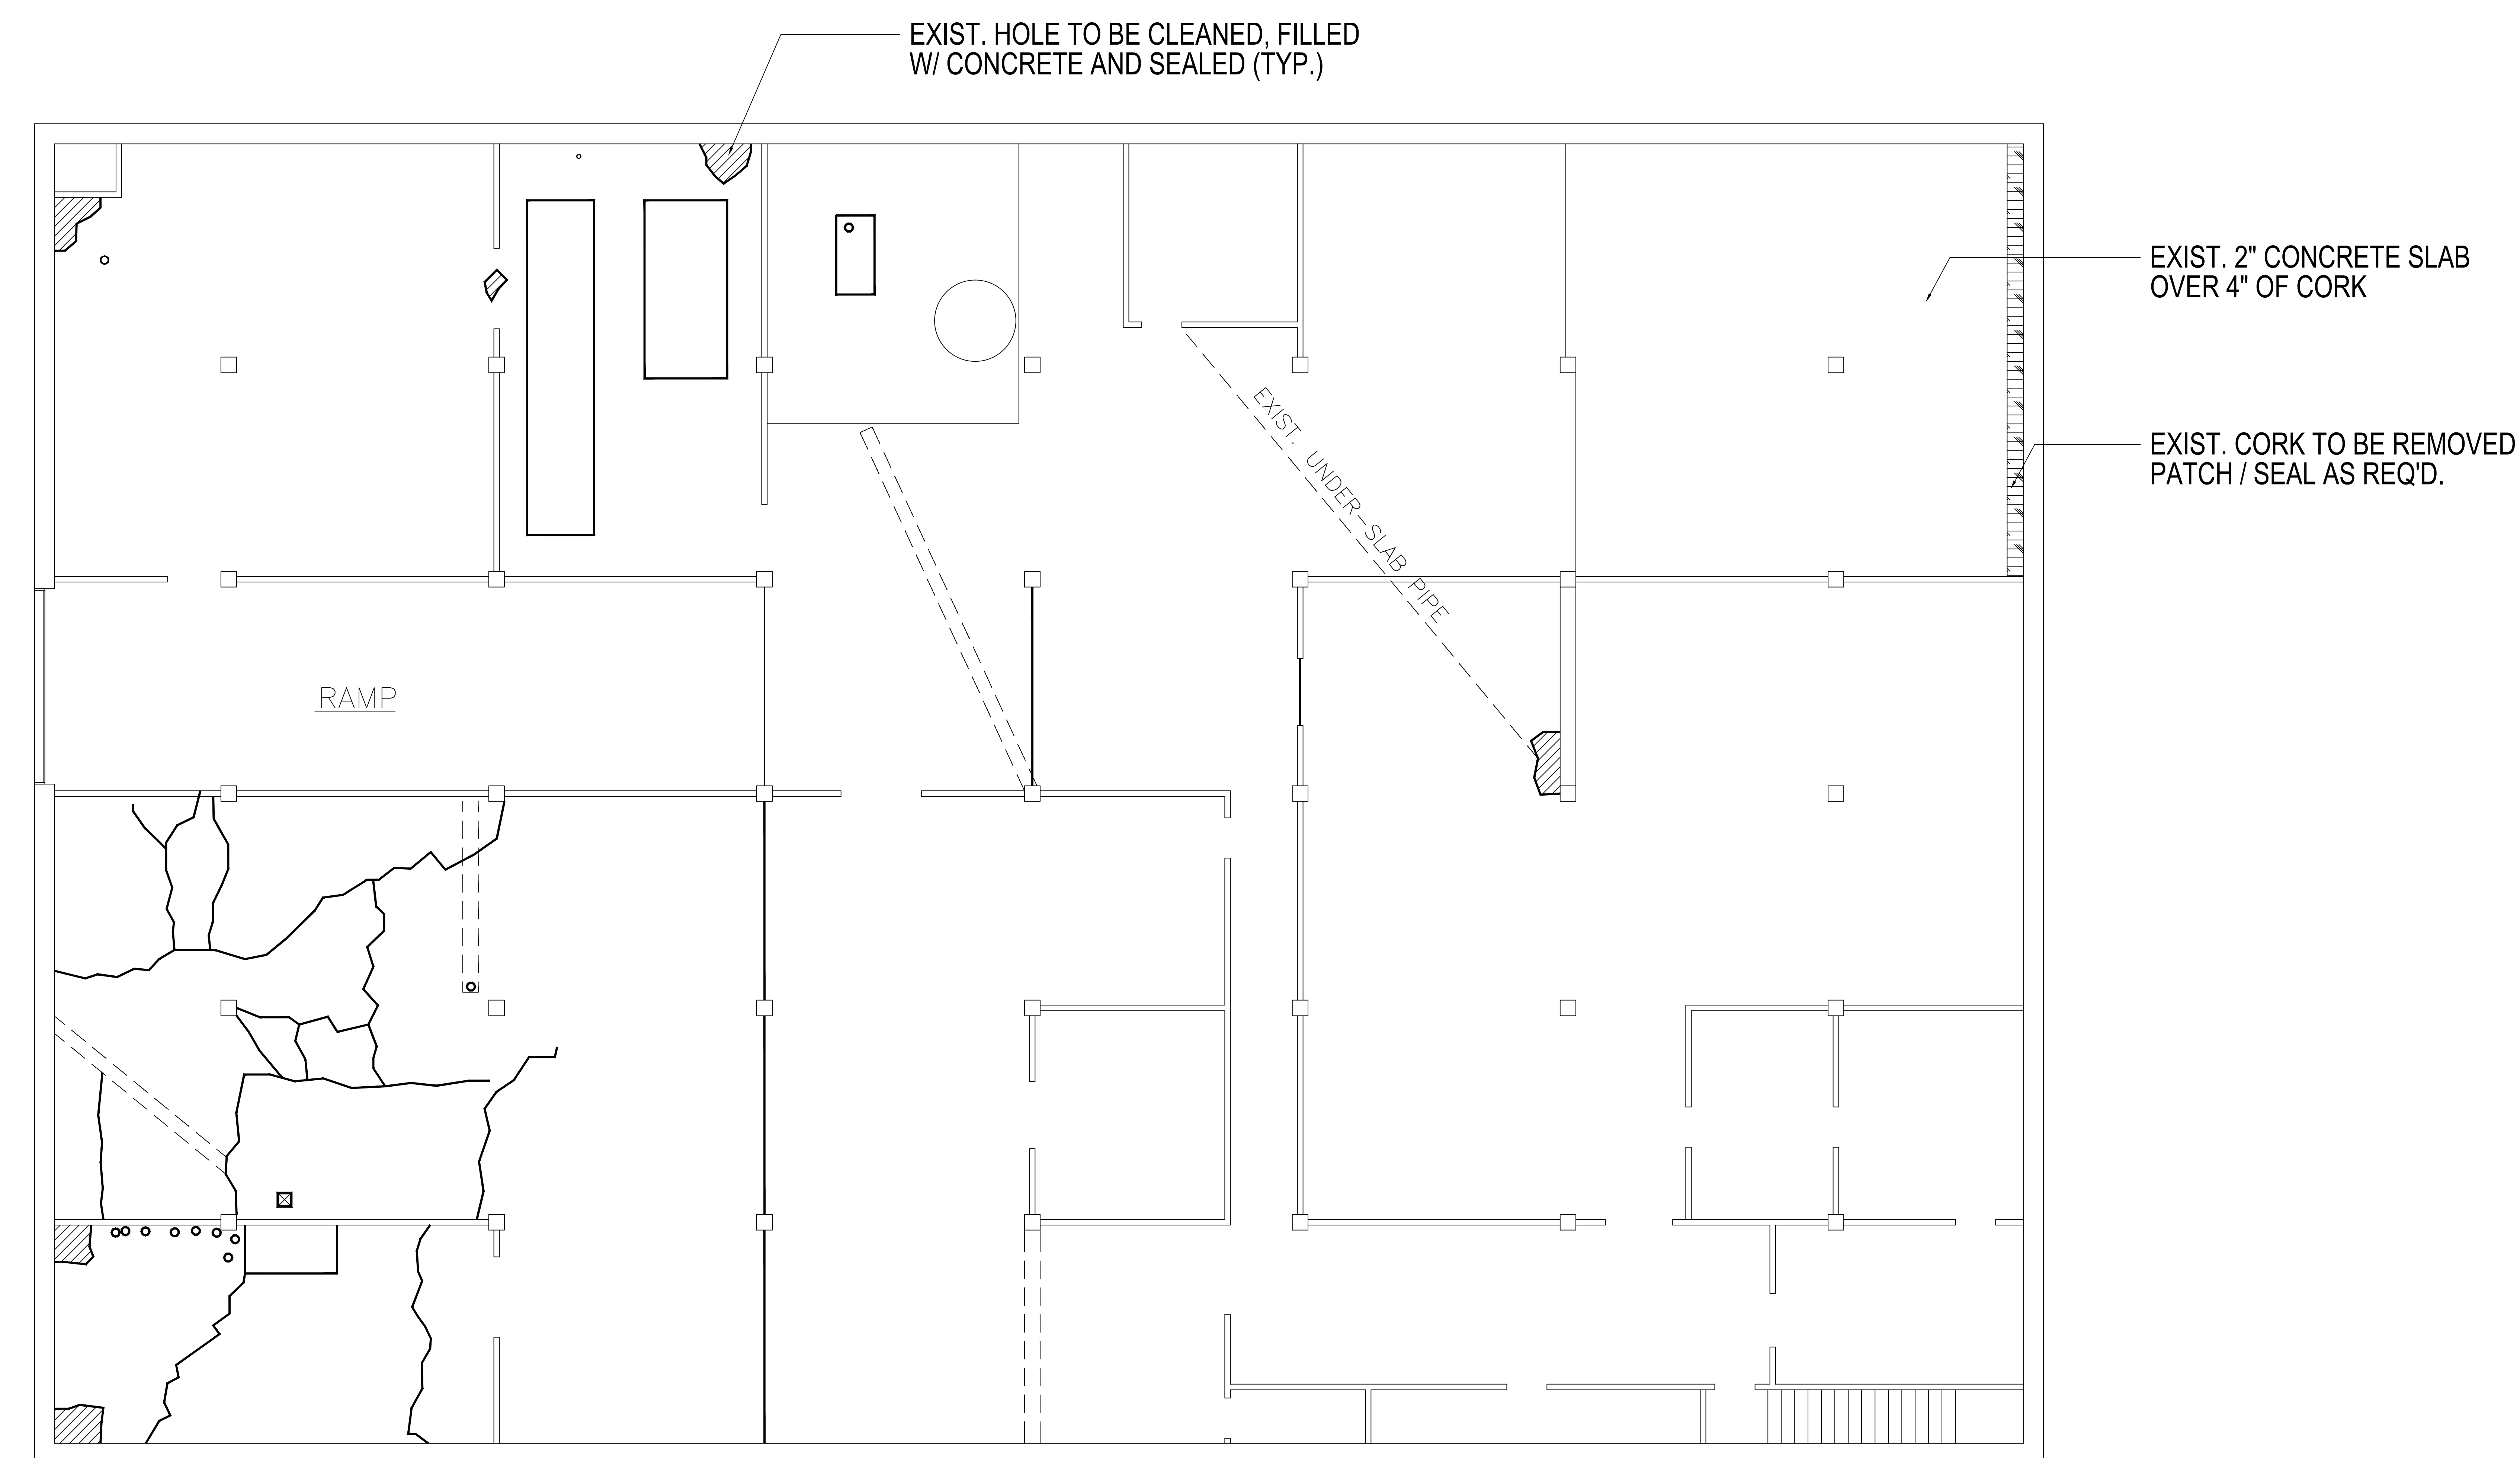 EXIST. HOLE TO BE CLEANED, FILLED
W/ CONCRETE AND SEALED (TYP.)
EXIST. 2" CONCRETE SLAB
OVER 4" OF CORK
EXIST. UNDER-SLAB PIPE
EXIST. CORK TO BE REMOVED
PATCH / SEAL AS REQ'D.
RAMP